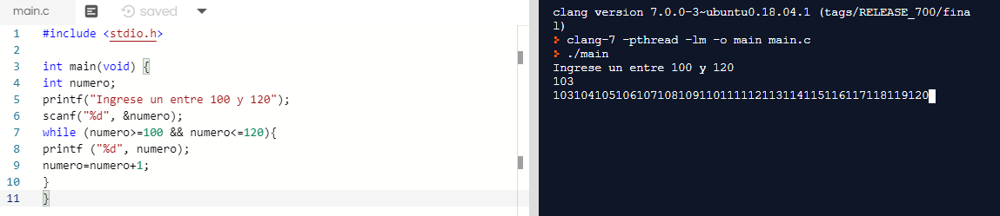 main.c saved
1 #include <stdio.h>
2
3 int main(void) {
4 int numero;
5 printf("Ingrese un entre 100 y 120");
6 scanf("%d", &numero);
7 while (numero>=100 && numero<=120){
8 printf ("%d", numero);
9 numero=numero+1;
10 }
11 }
clang version 7.0.0-3~ubuntu0.18.04.1 (tags/RELEASE_700/fina
l)
> clang-7 -pthread -lm -o main main.c
> ./main
Ingrese un entre 100 y 120
103
103104105106107108109110111112113114115116117118119120